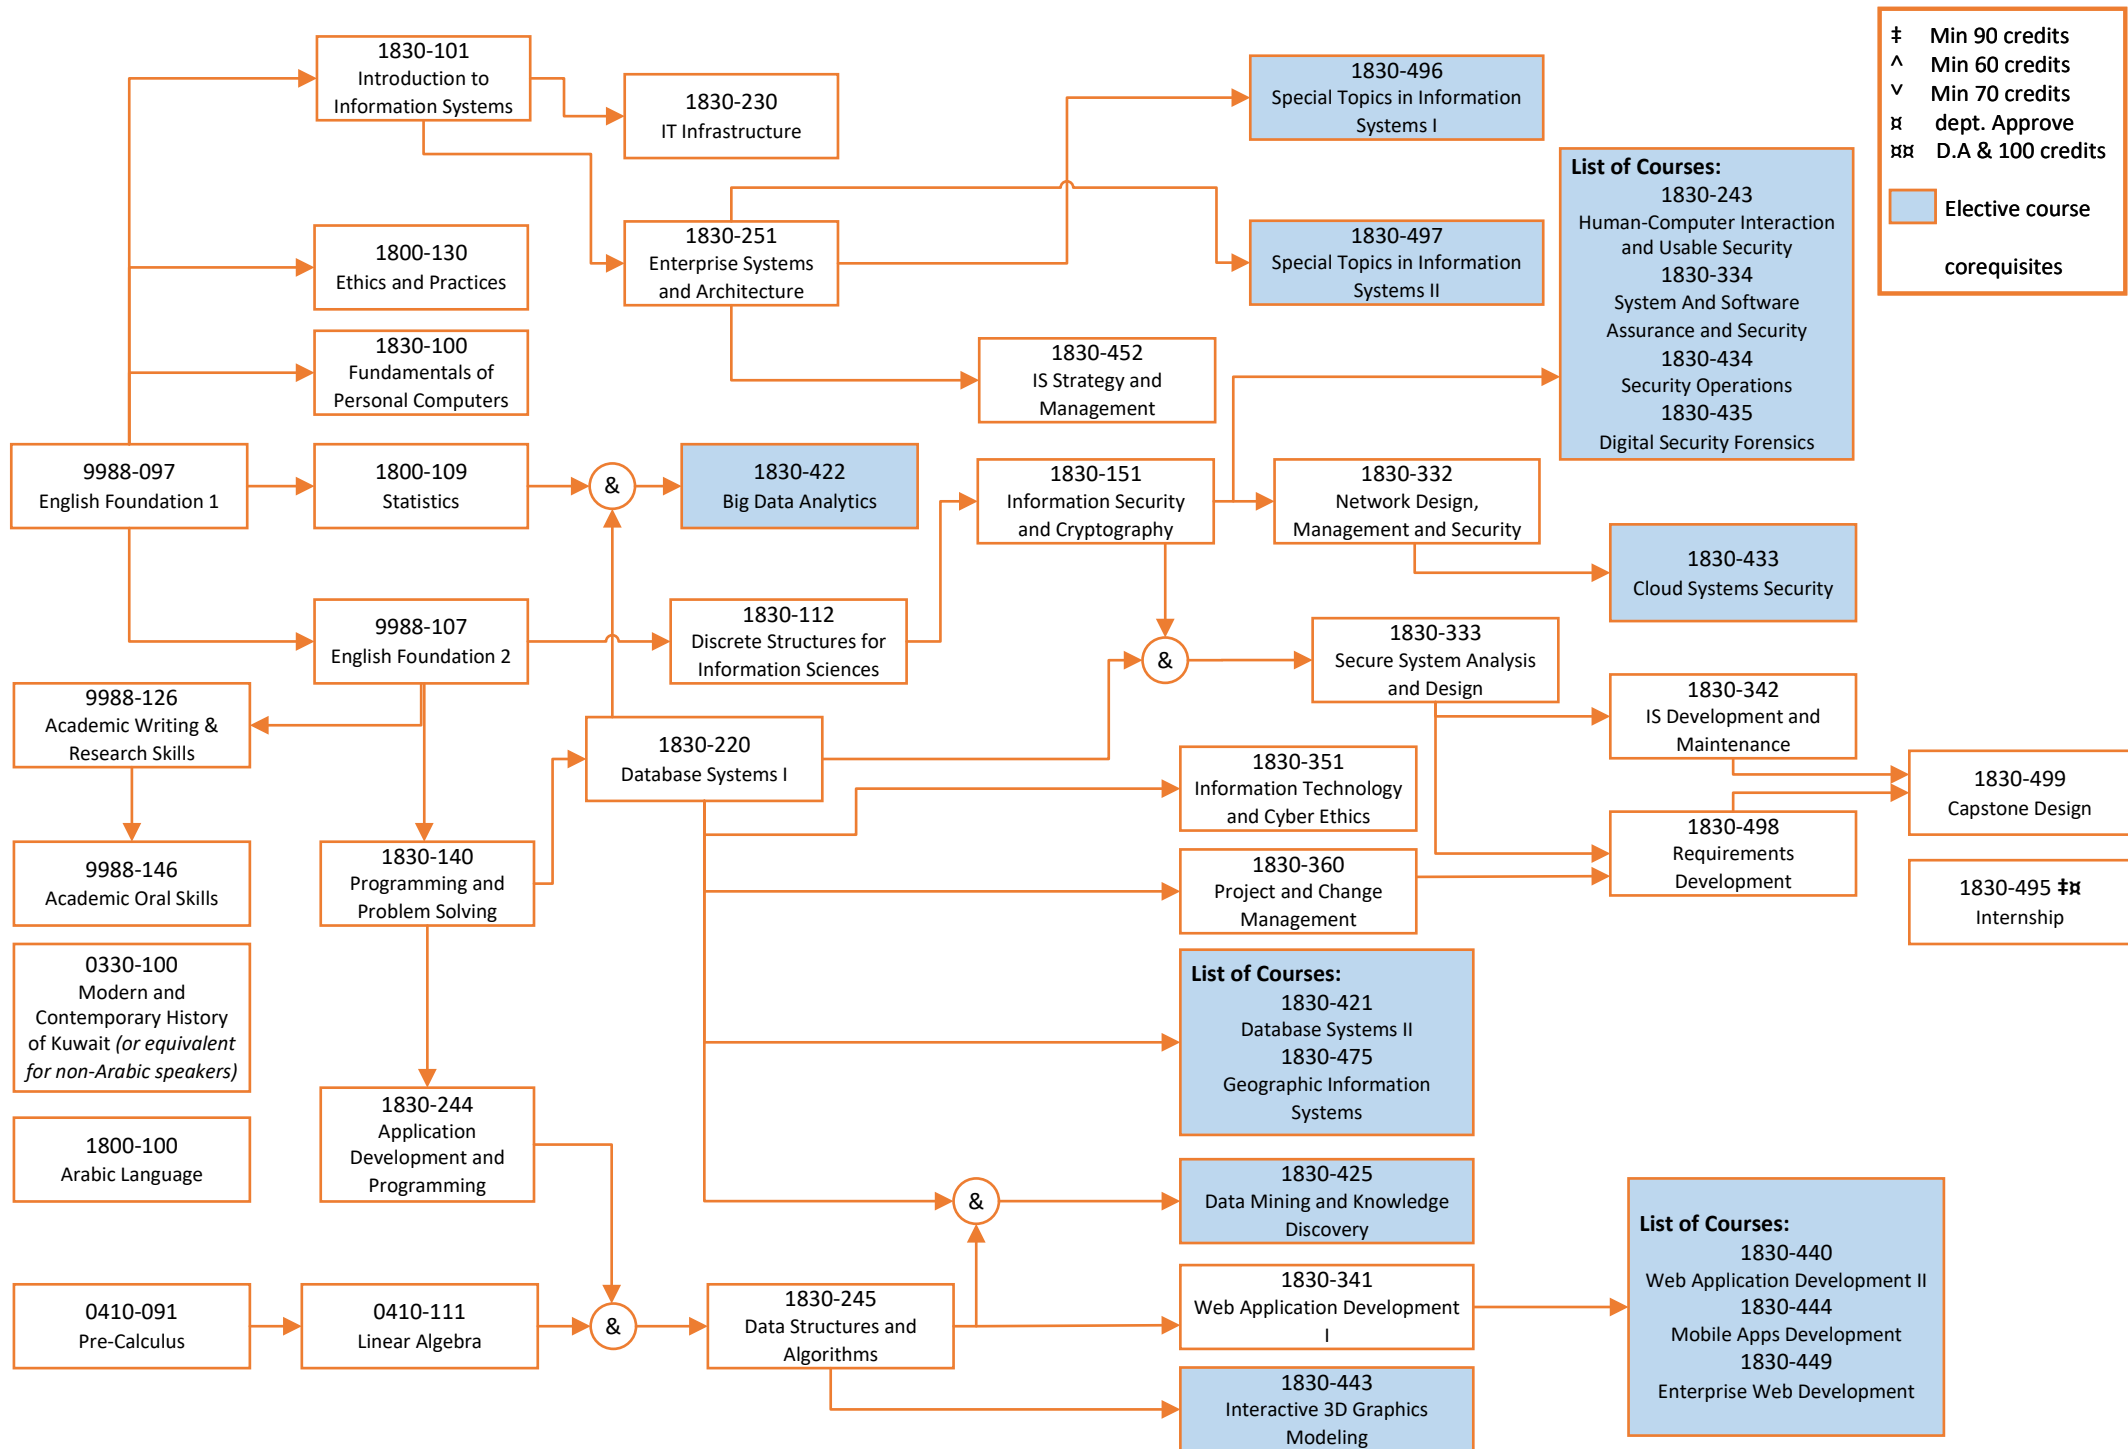 1830-101
Introduction to
Information Systems
1830-230
IT Infrastructure
1830-496
Special Topics in Information
Systems I
‡ Min 90 credits
^ Min 60 credits
˅ Min 70 credits
¤ dept. Approve
¤¤ D.A & 100 credits
Elective course
corequisites
List of Courses:
1830-243
Human-Computer Interaction
and Usable Security
1830-334
System And Software
Assurance and Security
1830-434
Security Operations
1830-435
Digital Security Forensics
1800-130
Ethics and Practices
1830-251
Enterprise Systems
and Architecture
1830-497
Special Topics in Information
Systems II
1830-100
Fundamentals of
Personal Computers
1830-452
IS Strategy and
Management
9988-097
English Foundation 1
1800-109
Statistics
&
1830-422
Big Data Analytics
1830-151
Information Security
and Cryptography
1830-332
Network Design,
Management and Security
1830-433
Cloud Systems Security
9988-107
English Foundation 2
1830-112
Discrete Structures for
Information Sciences
&
1830-333
Secure System Analysis
and Design
9988-126
Academic Writing &
Research Skills
1830-220
Database Systems I
1830-342
IS Development and
Maintenance
1830-351
Information Technology
and Cyber Ethics
1830-499
Capstone Design
9988-146
Academic Oral Skills
1830-140
Programming and
Problem Solving
1830-360
Project and Change
Management
1830-498
Requirements
Development
1830-495 ‡¤
Internship
0330-100
Modern and
Contemporary History
of Kuwait (or equivalent
for non-Arabic speakers)
List of Courses:
1830-421
Database Systems II
1830-475
Geographic Information
Systems
1800-100
Arabic Language
1830-244
Application
Development and
Programming
&
1830-425
Data Mining and Knowledge
Discovery
List of Courses:
1830-440
Web Application Development II
1830-444
Mobile Apps Development
1830-449
Enterprise Web Development
0410-091
Pre-Calculus
0410-111
Linear Algebra
&
1830-245
Data Structures and
Algorithms
1830-341
Web Application Development
I
1830-443
Interactive 3D Graphics
Modeling